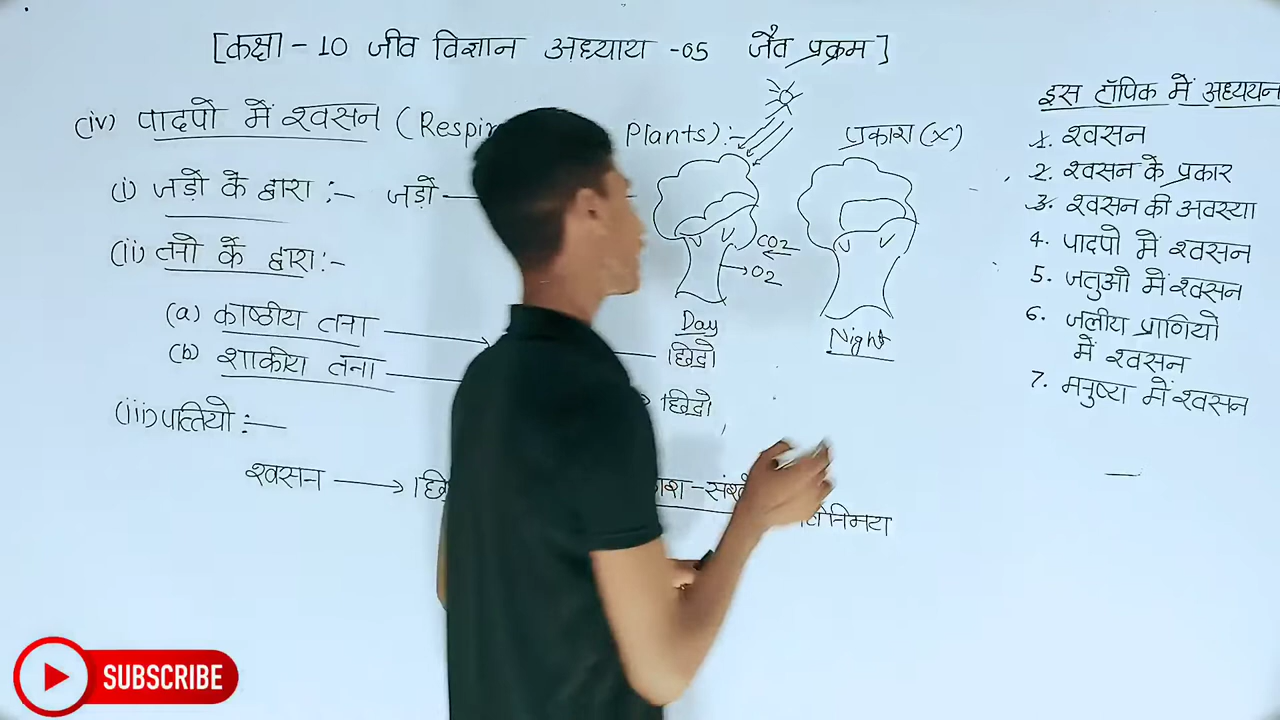 [कक्षा - 10 जीव विज्ञान अध्याय -05 जैव प्रक्रम]
(iv) पादपो में श्वसन (Respir Plants):-
(i) जड़ो के द्वारा :- जड़ों
(ii) तनो के द्वारा:-
(a) काष्ठीय तना
छिद्रो
(b) शाकीय तना
छिद्रो
(iii) पत्तियो :-
श्वसन
CO2
O2
Day
प्रकाश (x)
Night
इस टॉपिक में अध्ययन
1. श्वसन
2. श्वसन के प्रकार
3. श्वसन की अवस्था
4. पादपो में श्वसन
5. जतुओ में श्वसन
6. जलीय प्राणियो
में श्वसन
7. मनुष्य में श्वसन
SUBSCRIBE